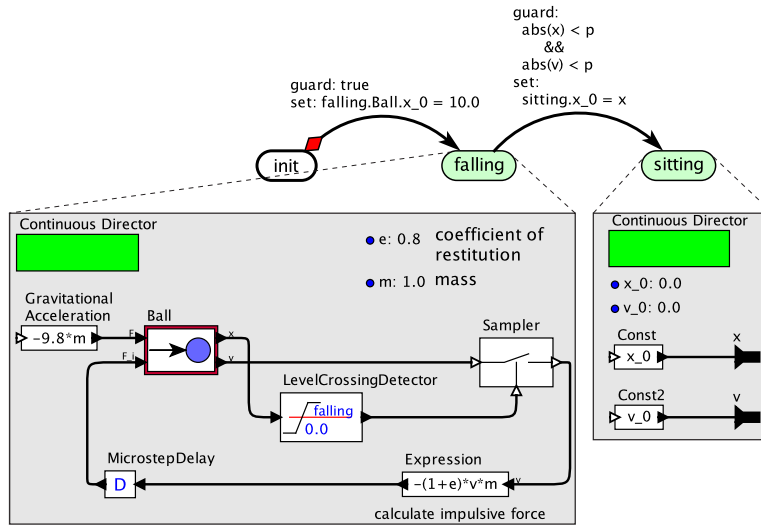 guard:
abs(x) < p
&&
abs(v) < p
set:
sitting.x_0 = x
guard: true
set: falling.Ball.x_0 = 10.0
init
falling
sitting
Continuous Director
e: 0.8
coefficient of
restitution
m: 1.0
mass
Gravitational
Acceleration
-9.8*m
Ball
F
F_i
x
v
Sampler
LevelCrossingDetector
falling
0.0
MicrostepDelay
D
Expression
-(1+e)*v*m
v
calculate impulsive force
Continuous Director
x_0: 0.0
v_0: 0.0
Const
x_0
x
Const2
v_0
v